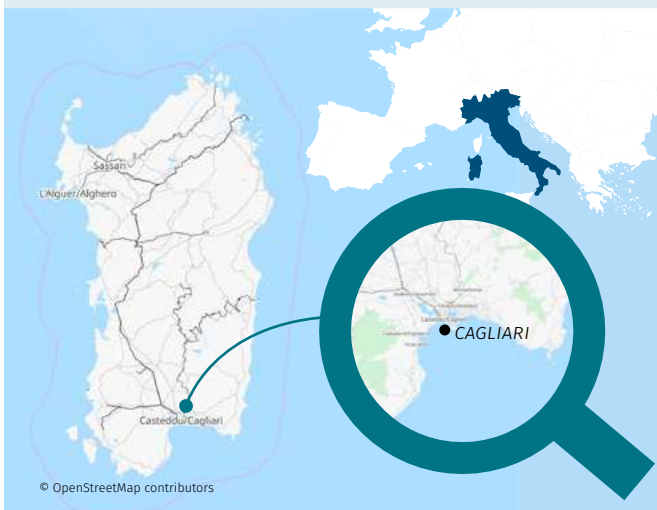 Sassari
L'Alguer/Alghero
CAGLIARI
Casteddu/Cagliari
© OpenStreetMap contributors